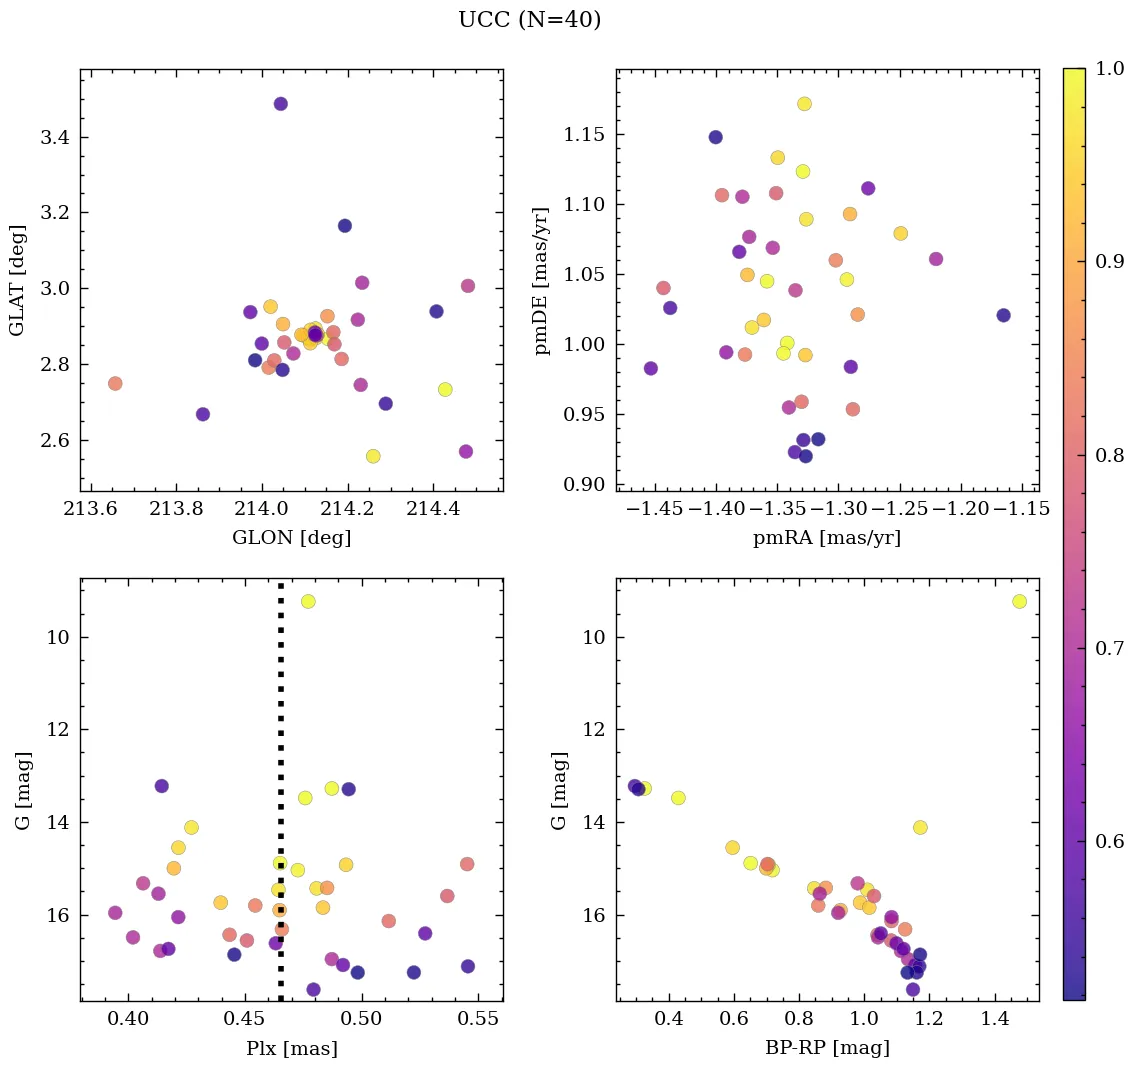 UCC (N=40)
3.4
3.2
3.0
2.8
2.6
GLAT [deg]
213.6 213.8 214.0 214.2 214.4
GLON [deg]
1.15
1.10
1.05
1.00
0.95
0.90
pmDE [mas/yr]
−1.45 −1.40 −1.35 −1.30 −1.25 −1.20 −1.15
pmRA [mas/yr]
1.0
0.9
0.8
0.7
0.6
10
12
14
16
G [mag]
0.40 0.45 0.50 0.55
Plx [mas]
10
12
14
16
G [mag]
0.4 0.6 0.8 1.0 1.2 1.4
BP-RP [mag]